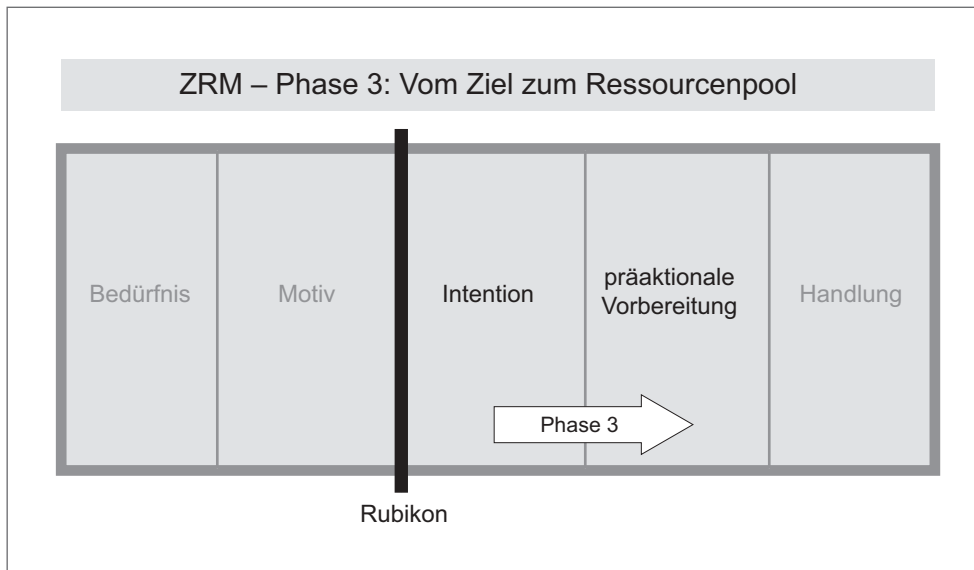 ZRM – Phase 3: Vom Ziel zum Ressourcenpool
Bedürfnis
Motiv
Intention
präaktionale
Vorbereitung
Handlung
Phase 3
Rubikon